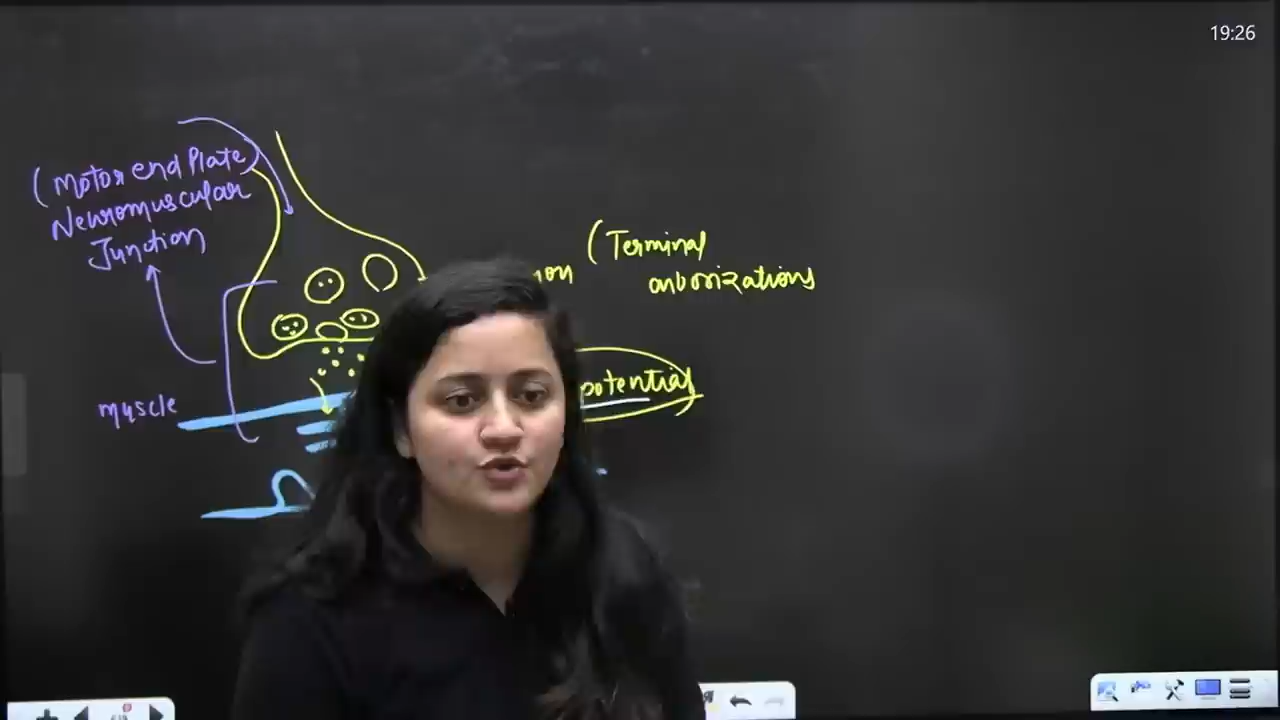 19:26
(Motor end Plate)
Neuromuscular
Junction
(Terminal
arborizations
potential
muscle